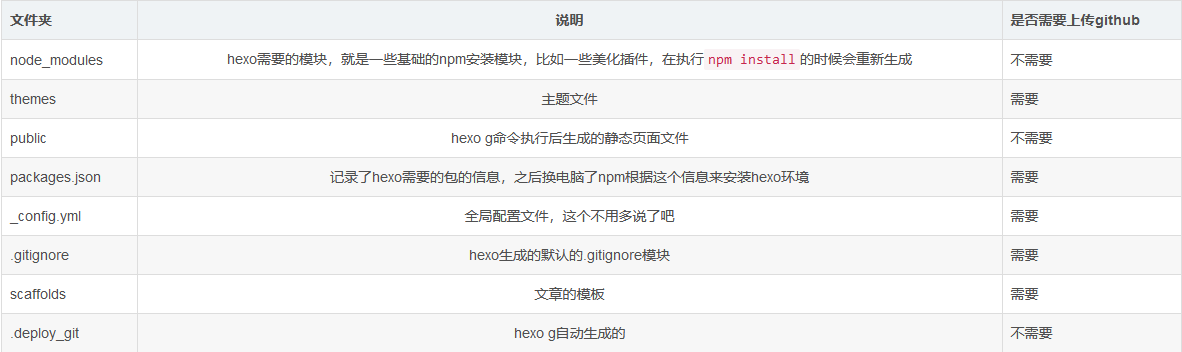 文件夹 说明 是否需要上传github
node_modules hexo需要的模块，就是一些基础的npm安装模块，比如一些美化插件，在执行 npm install 的时候会重新生成 不需要
themes 主题文件 需要
public hexo g命令执行后生成的静态页面文件 不需要
packages.json 记录了hexo需要的包的信息，之后换电脑了npm根据这个信息来安装hexo环境 需要
_config.yml 全局配置文件，这个不用多说了吧 需要
.gitignore hexo生成的默认的.gitignore模块 需要
scaffolds 文章的模板 需要
.deploy_git hexo g自动生成的 不需要